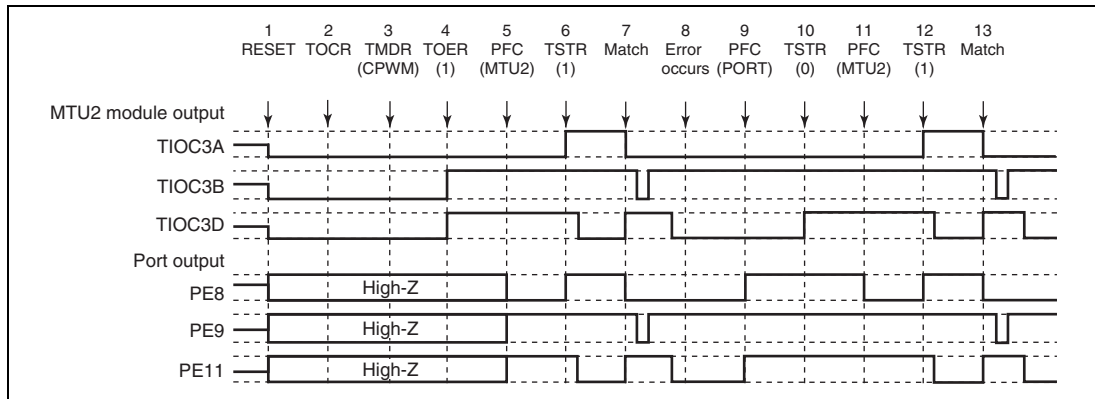 1 2 3 4 5 6 7 8 9 10 11 12 13
RESET TOCR TMDR TOER PFC TSTR Match Error PFC TSTR PFC TSTR Match
(CPWM) (1) (MTU2) (1) occurs (PORT) (0) (MTU2) (1)
MTU2 module output
TIOC3A
TIOC3B
TIOC3D
Port output
PE8 High-Z
PE9 High-Z
PE11 High-Z